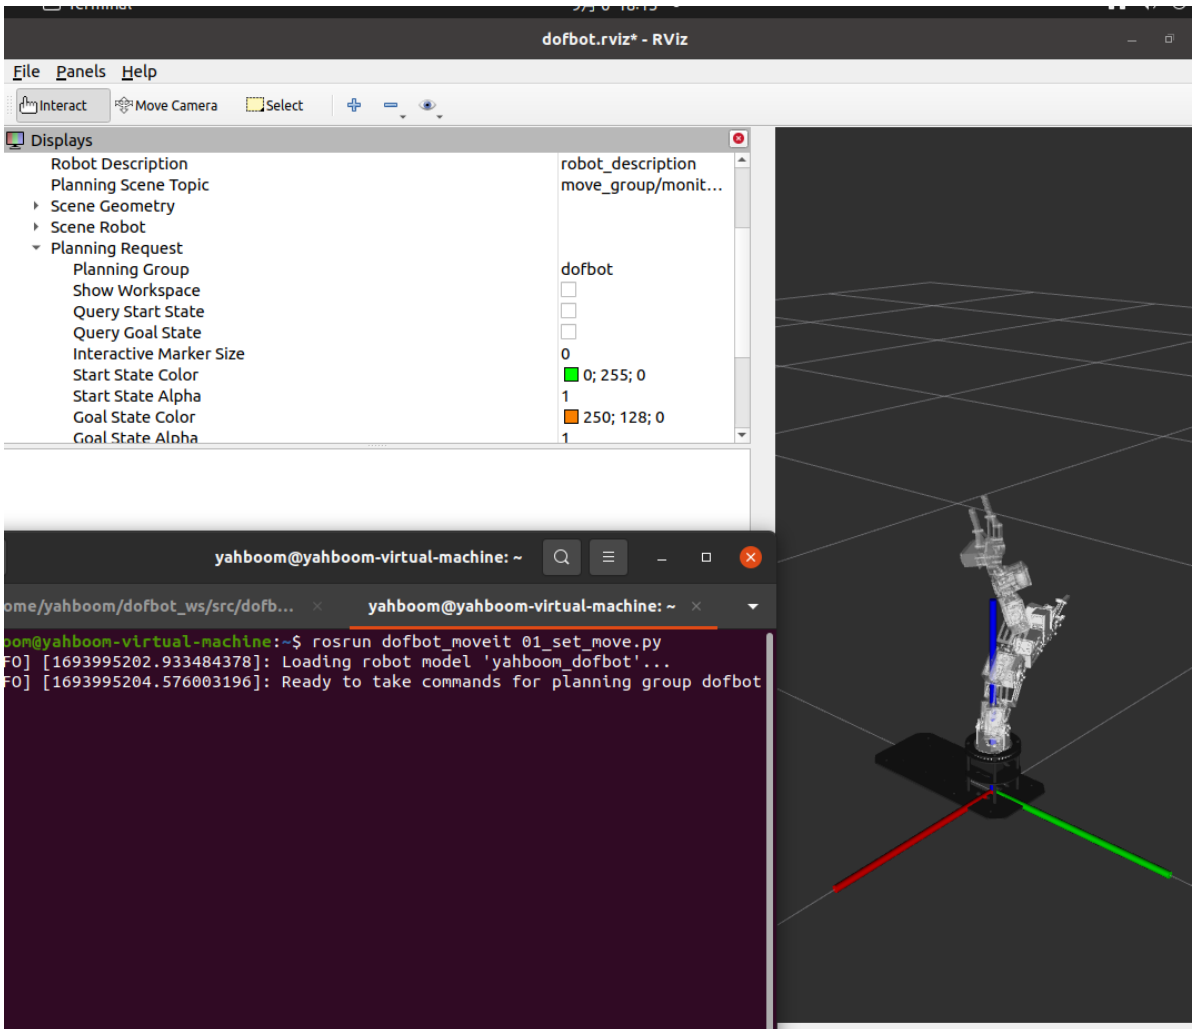 Terminal
dofbot.rviz* - RViz
File Panels Help
Interact Move Camera Select
Displays
Robot Description robot_description
Planning Scene Topic move_group/monit...
Scene Geometry
Scene Robot
Planning Request
Planning Group dofbot
Show Workspace
Query Start State
Query Goal State
Interactive Marker Size 0
Start State Color 0; 255; 0
Start State Alpha 1
Goal State Color 250; 128; 0
Goal State Alpha 1
yahboom@yahboom-virtual-machine: ~
ome/yahboom/dofbot_ws/src/dofb... yahboom@yahboom-virtual-machine: ~
oom@yahboom-virtual-machine:~$ rosrun dofbot_moveit 01_set_move.py
FO] [1693995202.933484378]: Loading robot model 'yahboom_dofbot'...
FO] [1693995204.576003196]: Ready to take commands for planning group dofbot